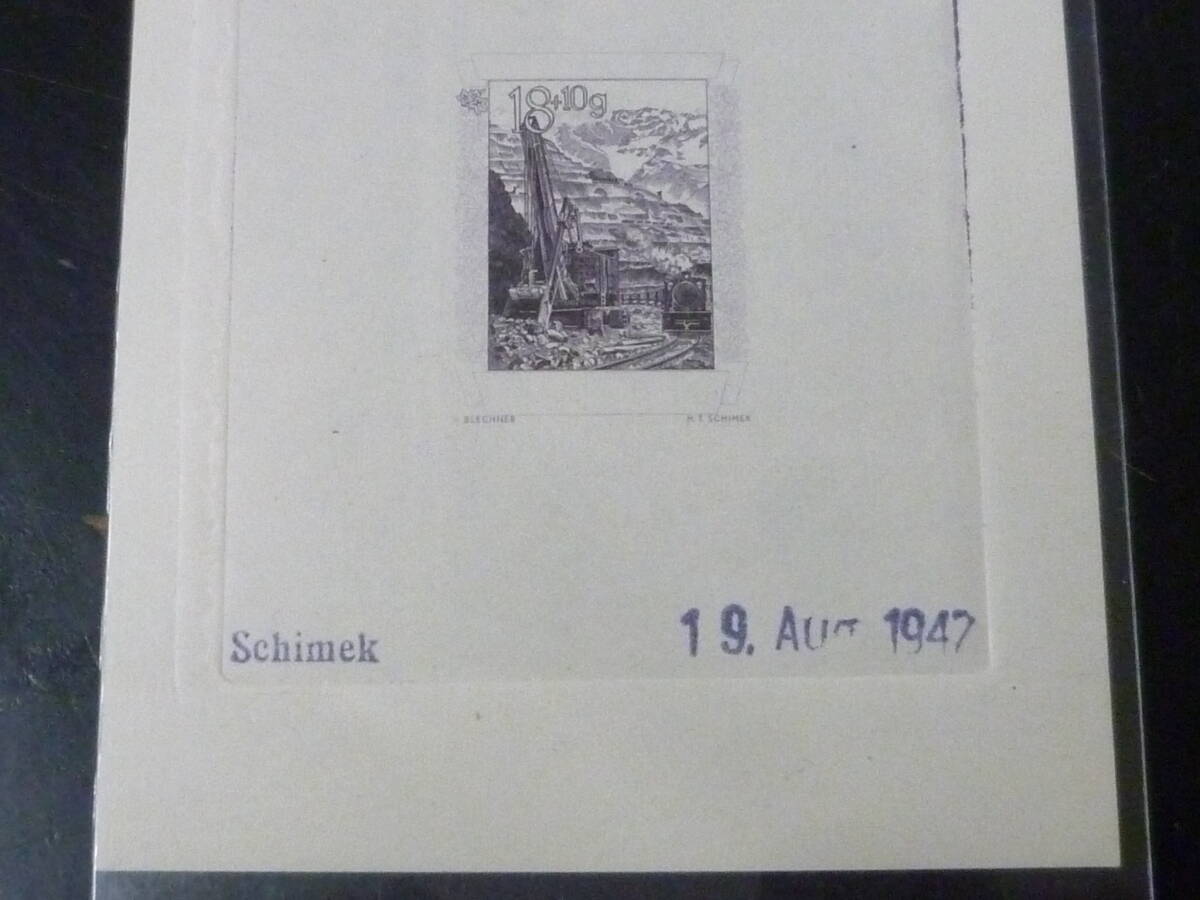 18+10g
BLECHNER
H.T. SCHIMEK
Schimek
19. Aug 1947